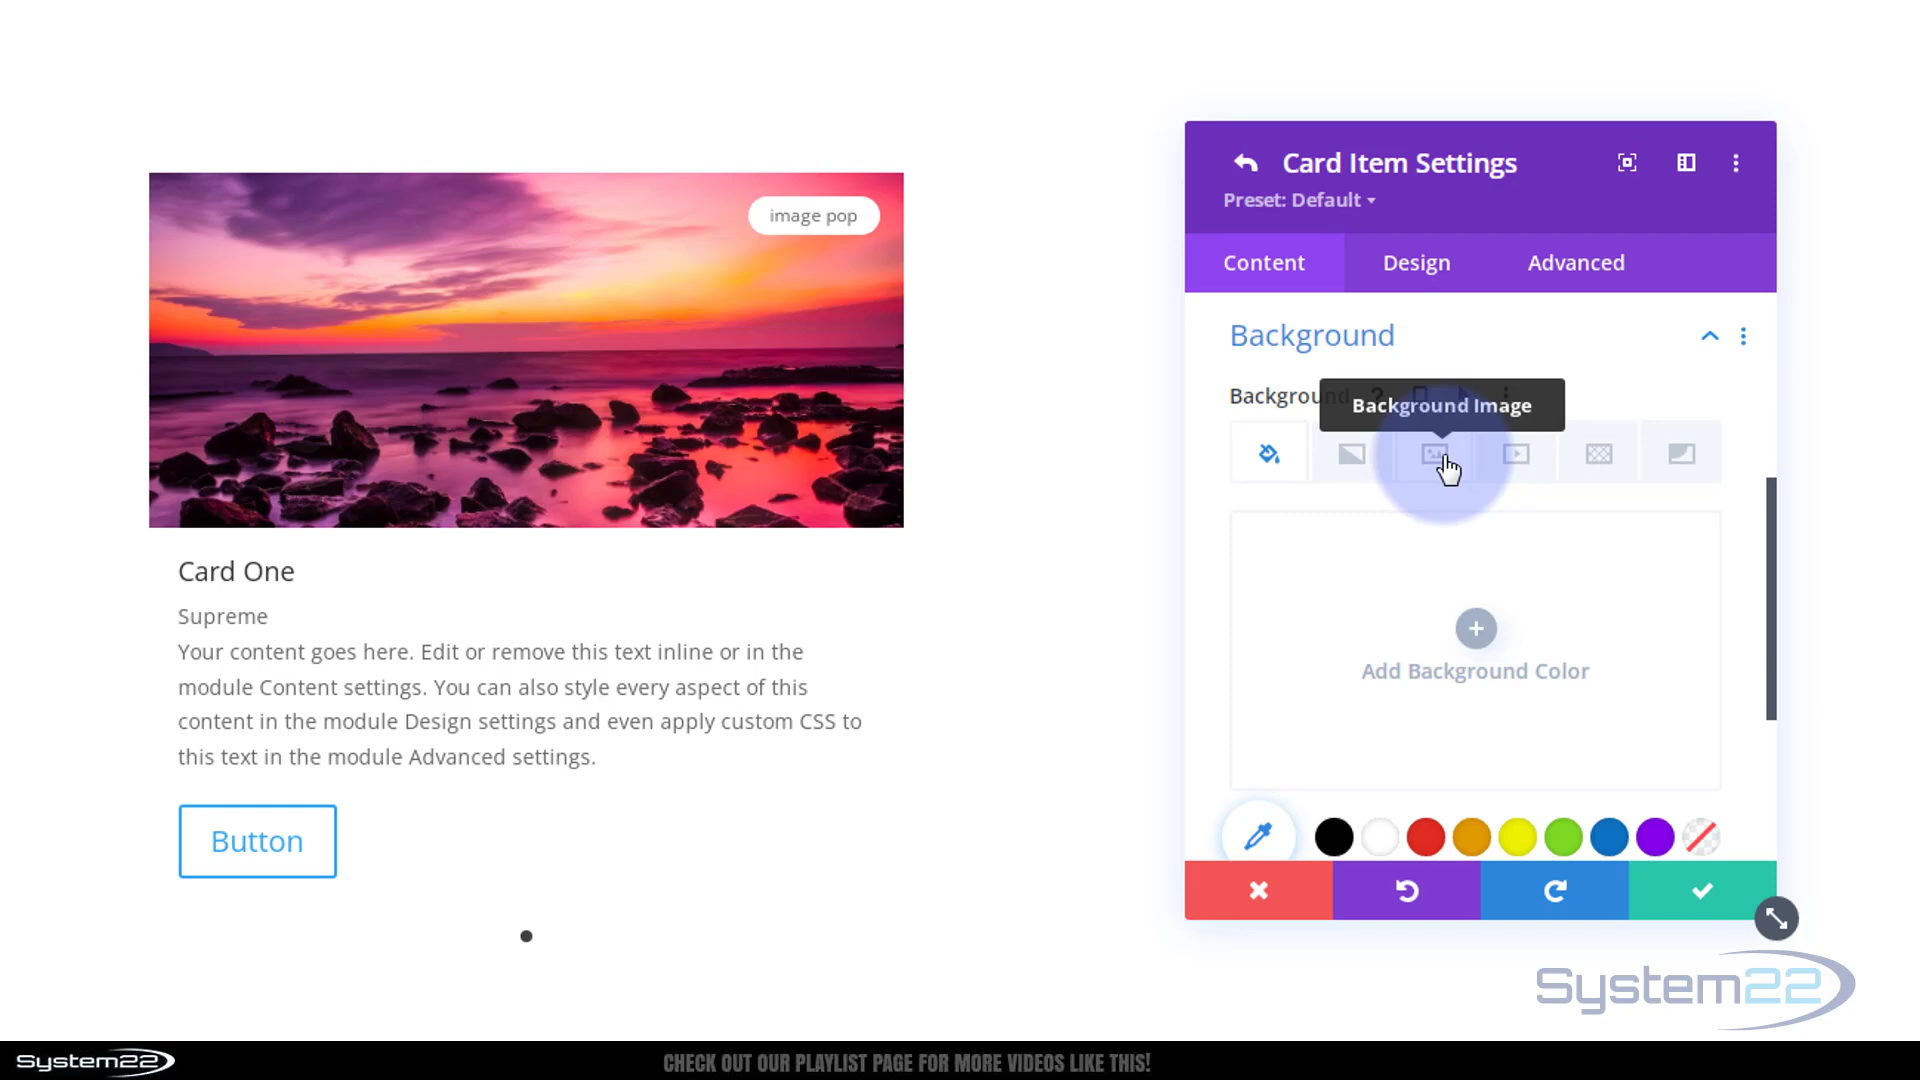 image pop
Card One
Supreme
Your content goes here. Edit or remove this text inline or in the
module Content settings. You can also style every aspect of this
content in the module Design settings and even apply custom CSS to
this text in the module Advanced settings.
Button
Card Item Settings
Preset: Default
Content
Design
Advanced
Background
Background
Background Image
Add Background Color
System22
System22
CHECK OUT OUR PLAYLIST PAGE FOR MORE VIDEOS LIKE THIS!